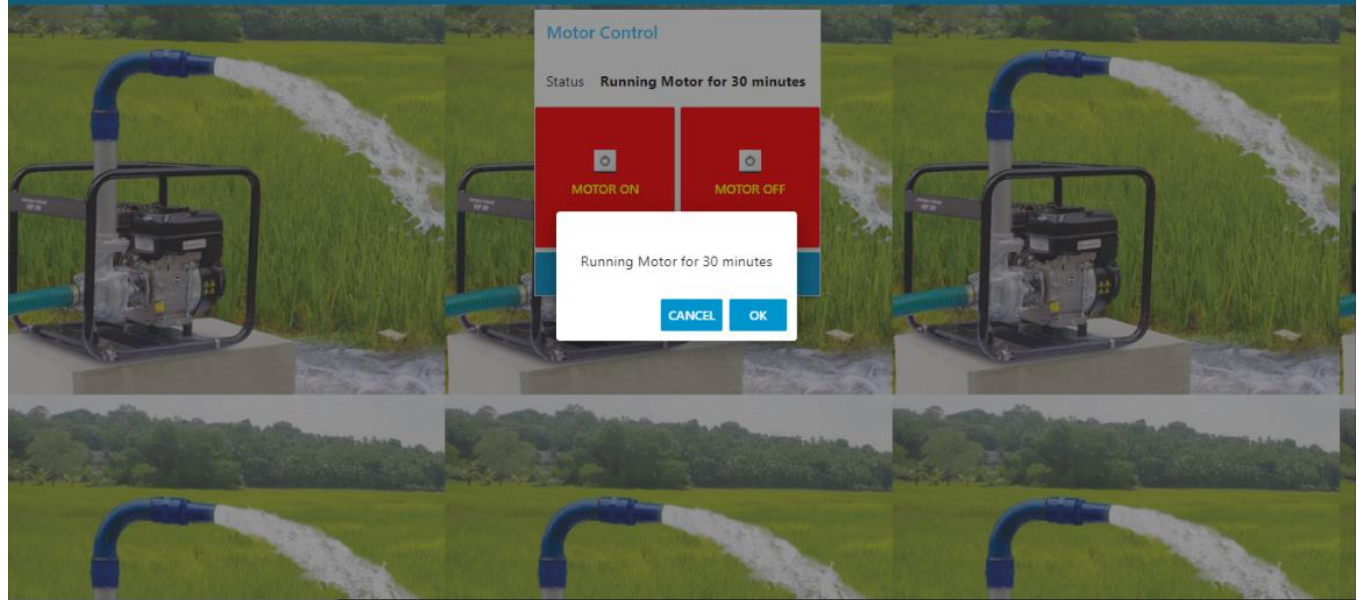 Motor Control
Status Running Motor for 30 minutes
MOTOR ON MOTOR OFF
Running Motor for 30 minutes
CANCEL OK